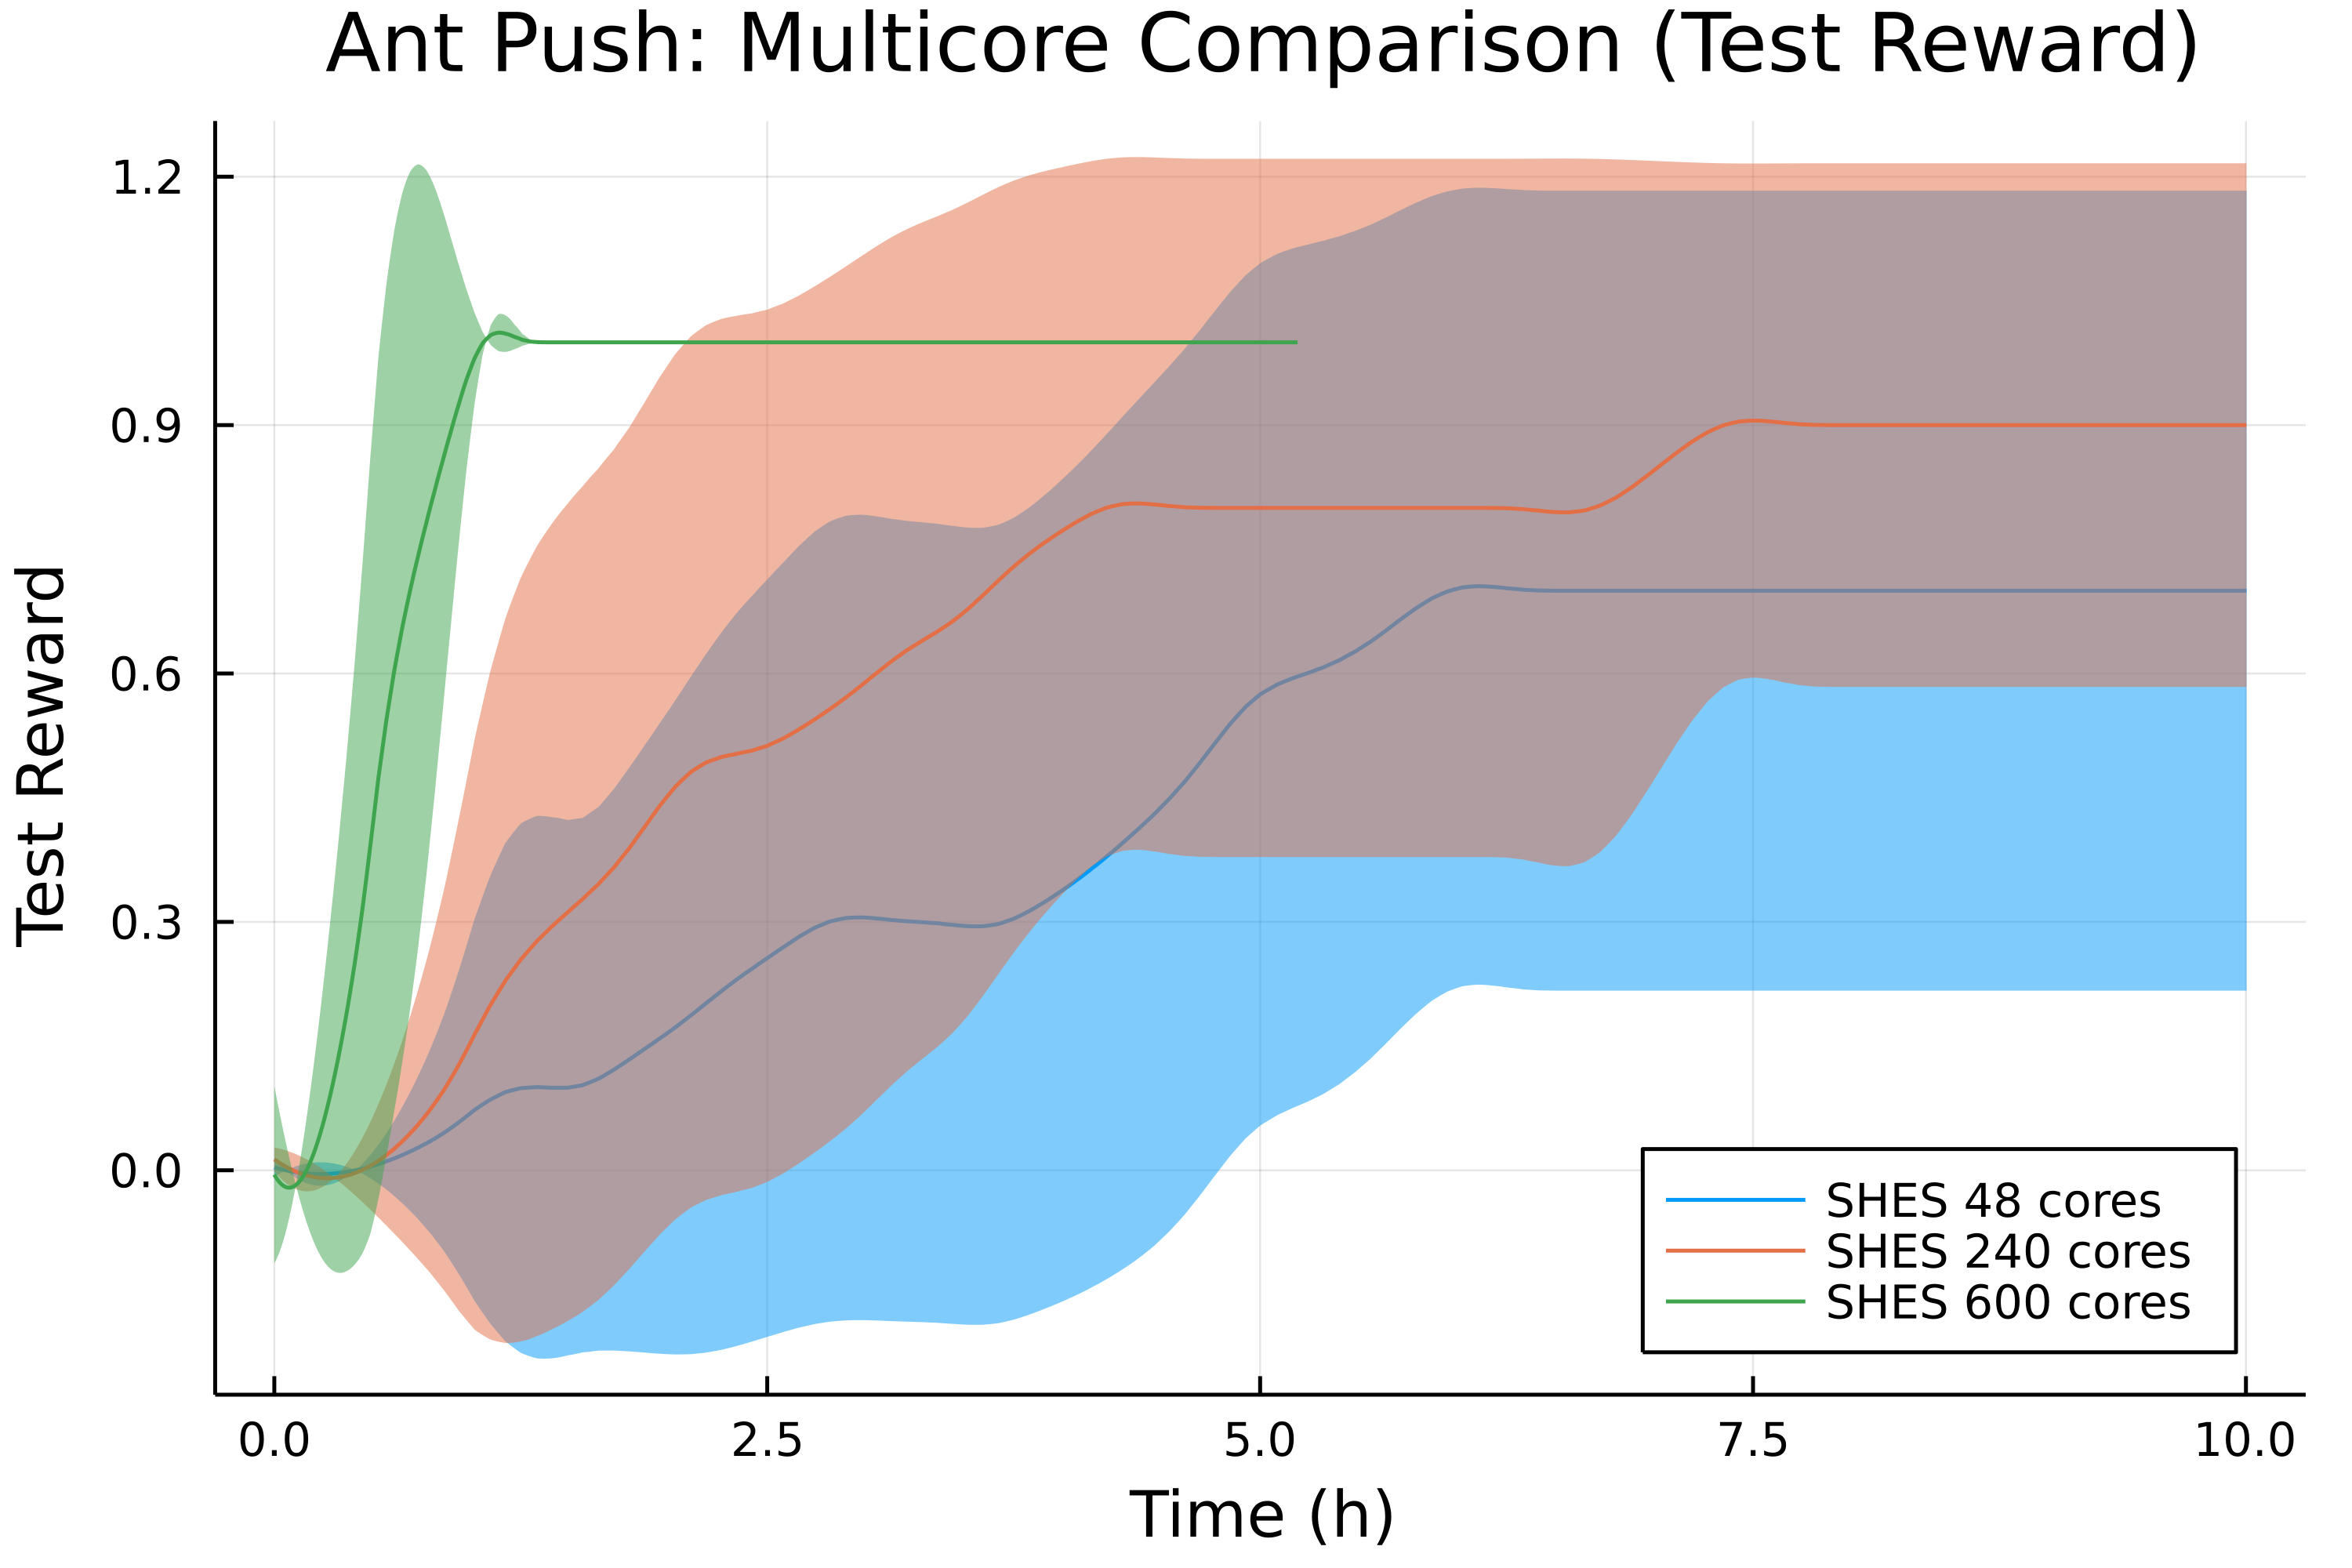 Ant Push: Multicore Comparison (Test Reward)
1.2
0.9
0.6
0.3
0.0
Test Reward
SHES 48 cores
SHES 240 cores
SHES 600 cores
0.0 2.5 5.0 7.5 10.0
Time (h)